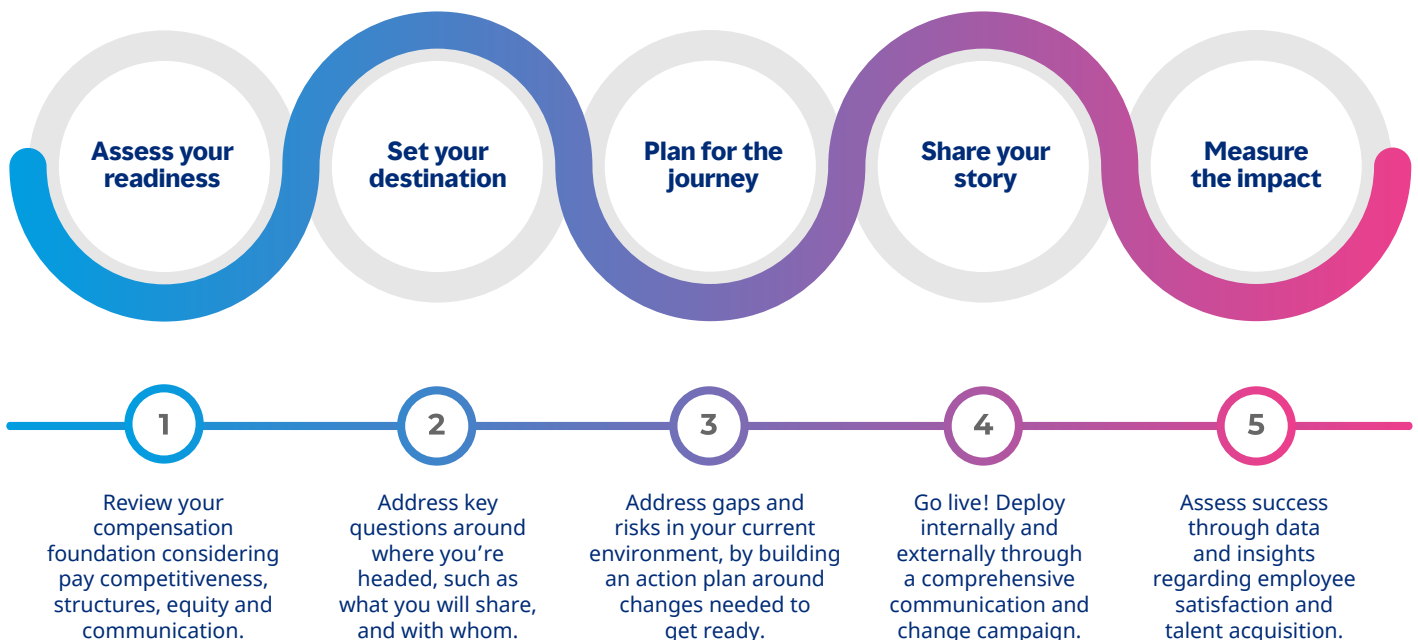 Assess your
readiness
Set your
destination
Plan for the
journey
Share your
story
Measure
the impact
1
2
3
4
5
Review your
compensation
foundation considering
pay competitiveness,
structures, equity and
communication.
Address key
questions around
where you’re
headed, such as
what you will share,
and with whom.
Address gaps and
risks in your current
environment, by building
an action plan around
changes needed to
get ready.
Go live! Deploy
internally and
externally through
a comprehensive
communication and
change campaign.
Assess success
through data
and insights
regarding employee
satisfaction and
talent acquisition.